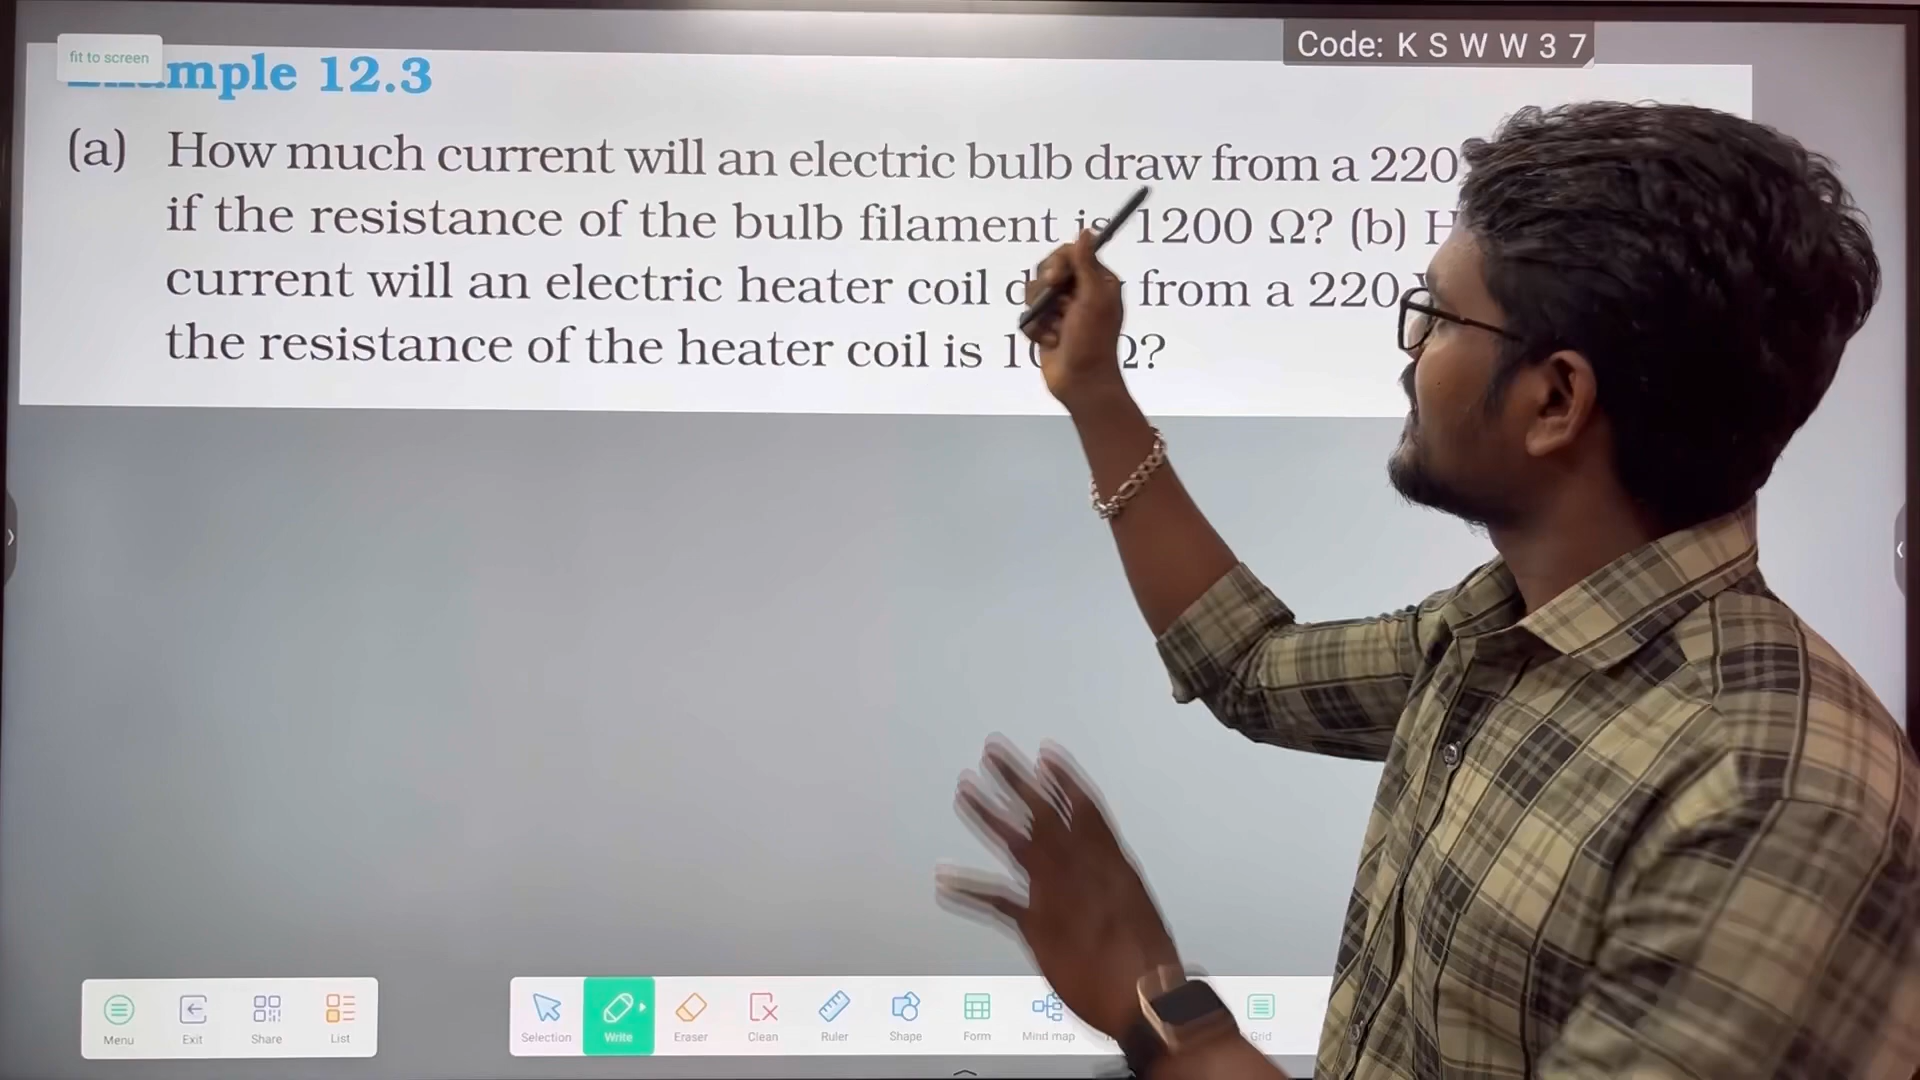 fit to screen
mple 12.3
Code: K S W W 3 7
(a) How much current will an electric bulb draw from a 220
if the resistance of the bulb filament is 1200 Ω? (b) H
current will an electric heater coil from a 220
the resistance of the heater coil is Ω?
Menu Exit Share List
Selection Write Eraser Clean Ruler Shape Form Mind map Grid